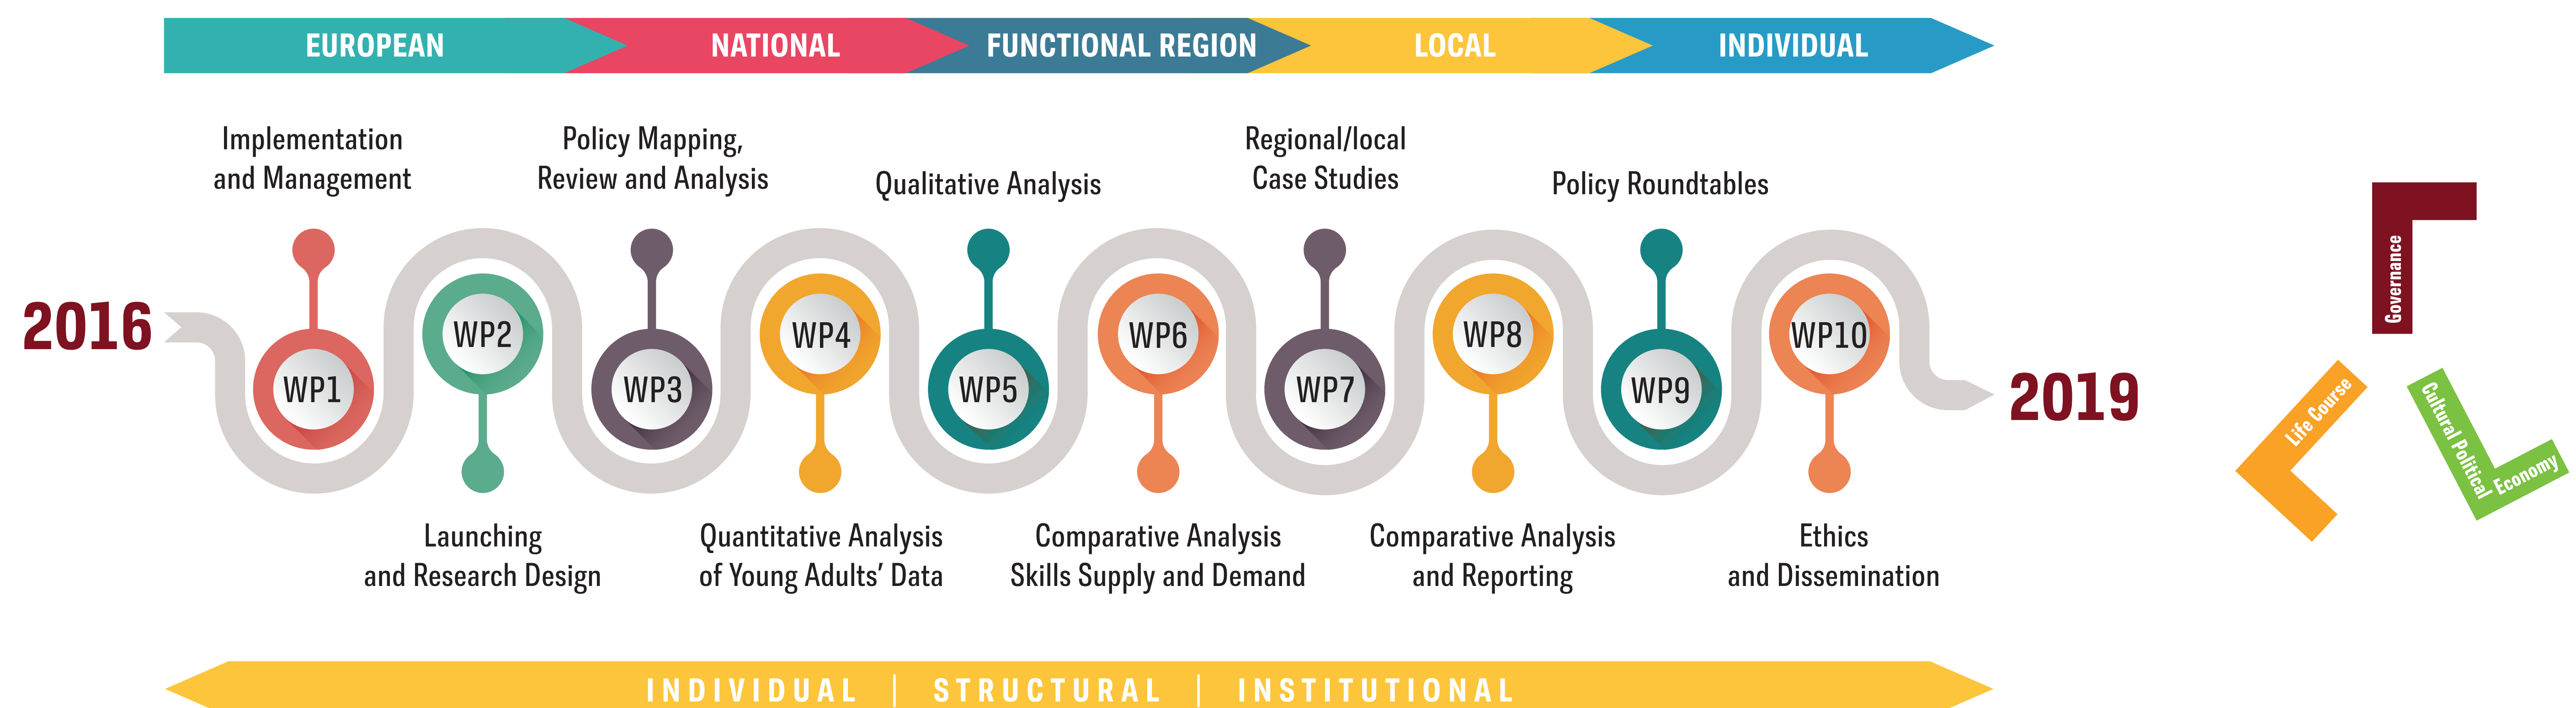 EUROPEAN
NATIONAL
FUNCTIONAL REGION
LOCAL
INDIVIDUAL
Implementation
and Management
Policy Mapping,
Review and Analysis
Qualitative Analysis
Regional/local
Case Studies
Policy Roundtables
2016
WP1
WP2
WP3
WP4
WP5
WP6
WP7
WP8
WP9
WP10
2019
Launching
and Research Design
Quantitative Analysis
of Young Adults’ Data
Comparative Analysis
Skills Supply and Demand
Comparative Analysis
and Reporting
Ethics
and Dissemination
INDIVIDUAL | STRUCTURAL | INSTITUTIONAL
Governance
Life Course
Cultural Political
Economy